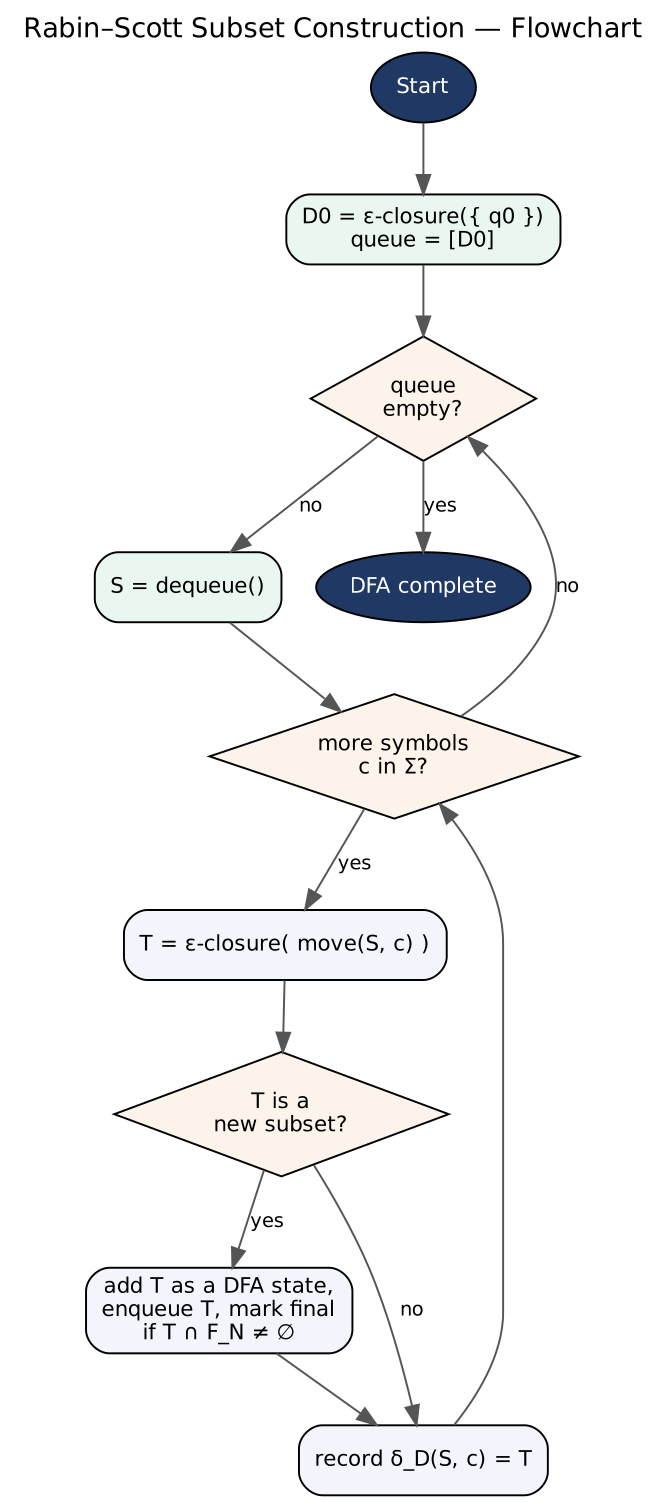 Rabin–Scott Subset Construction — Flowchart
Start
D0 = ε-closure({ q0 })
queue = [D0]
queue
empty?
no
yes
S = dequeue()
DFA complete
no
more symbols
c in Σ?
yes
T = ε-closure( move(S, c) )
T is a
new subset?
yes
add T as a DFA state,
enqueue T, mark final
if T ∩ F_N ≠ ∅
no
record δ_D(S, c) = T